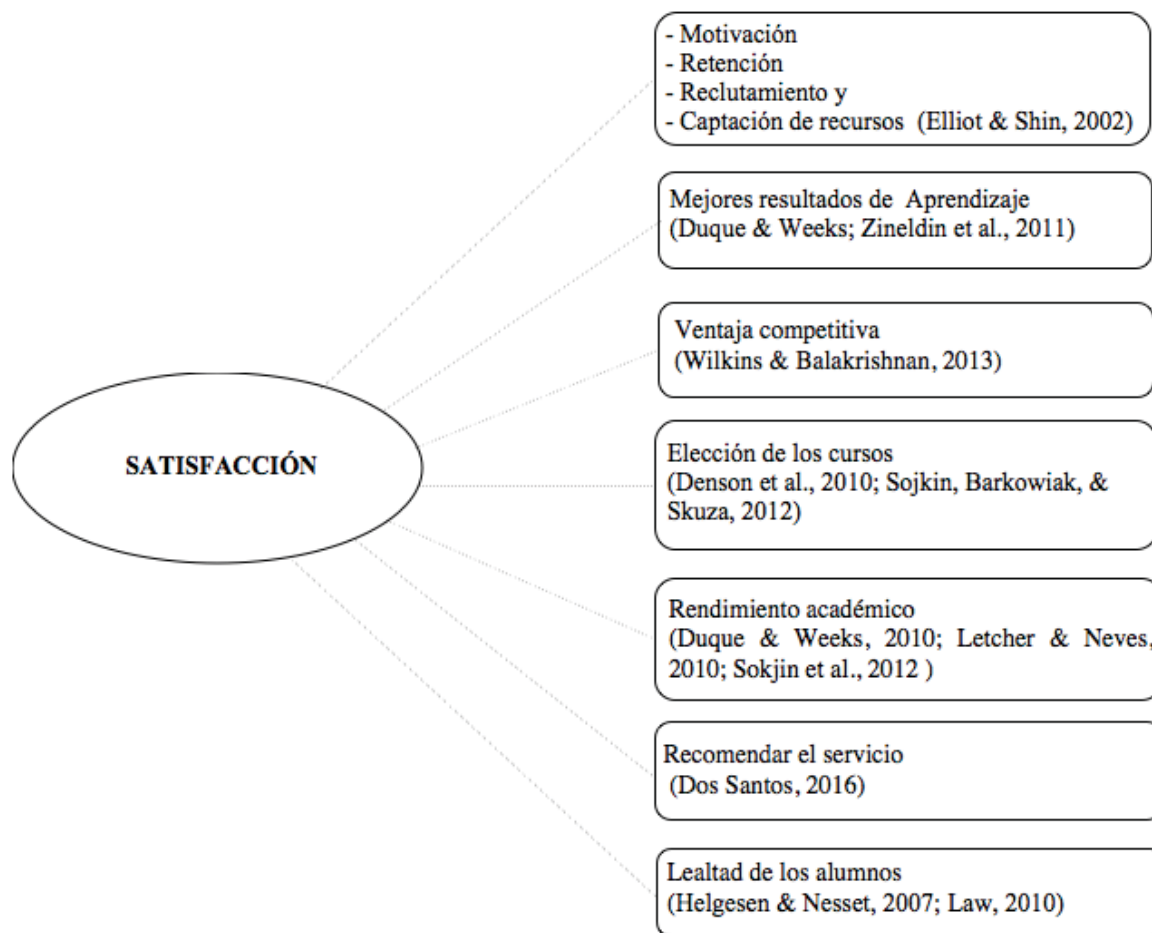 - Motivación
- Retención
- Reclutamiento y
- Captación de recursos (Elliot & Shin, 2002)
Mejores resultados de Aprendizaje
(Duque & Weeks; Zineldin et al., 2011)
Ventaja competitiva
(Wilkins & Balakrishnan, 2013)
SATISFACCIÓN
Elección de los cursos
(Denson et al., 2010; Sojkin, Barkowiak, &
Skuza, 2012)
Rendimiento académico
(Duque & Weeks, 2010; Letcher & Neves,
2010; Sokjin et al., 2012 )
Recomendar el servicio
(Dos Santos, 2016)
Lealtad de los alumnos
(Helgesen & Nesset, 2007; Law, 2010)